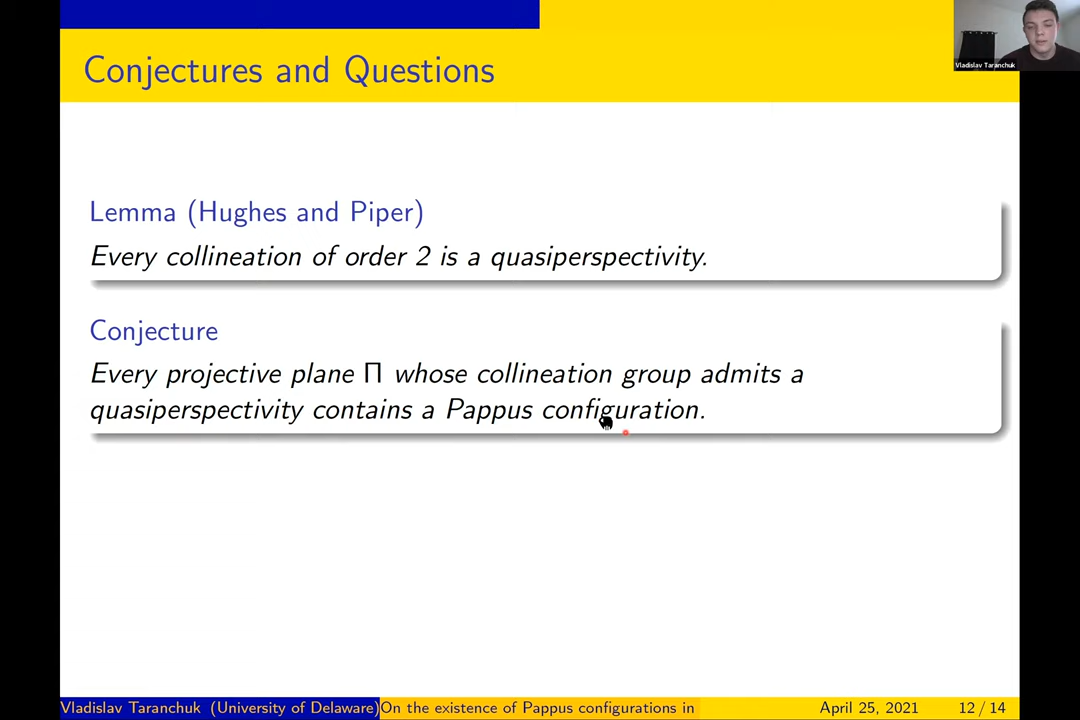 Conjectures and Questions
Vladislav Taranchuk
Lemma (Hughes and Piper)
Every collineation of order 2 is a quasiperspectivity.
Conjecture
Every projective plane Π whose collineation group admits a
quasiperspectivity contains a Pappus configuration.
Vladislav Taranchuk (University of Delaware) On the existence of Pappus configurations in April 25, 2021 12 / 14